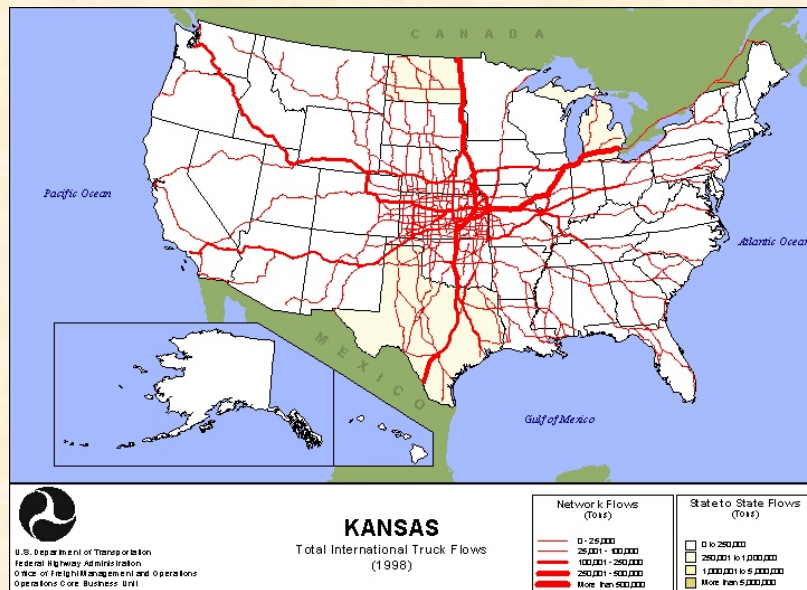 CANADA
Pacific Ocean
Atlantic Ocean
MEXICO
Gulf of Mexico
U.S. Department of Transportation
Federal Highway Administration
Office of Freight Management and Operations
Operations Core Business Unit
KANSAS
Total International Truck Flows
(1998)
Network Flows
(Tons)
0 - 25,000
25,001 - 100,000
100,001 - 250,000
250,001 - 500,000
More than 500,000
State to State Flows
(Tons)
0 to 250,000
250,001 to 1,000,000
1,000,001 to 5,000,000
More than 5,000,000